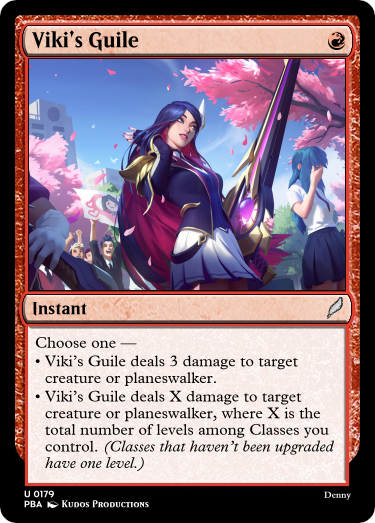 Viki's Guile
Instant
Choose one —
• Viki's Guile deals 3 damage to target
creature or planeswalker.
• Viki's Guile deals X damage to target
creature or planeswalker, where X is the
total number of levels among Classes you
control. (Classes that haven't been upgraded
have one level.)
U 0179
PBA Kudos Productions
Denny